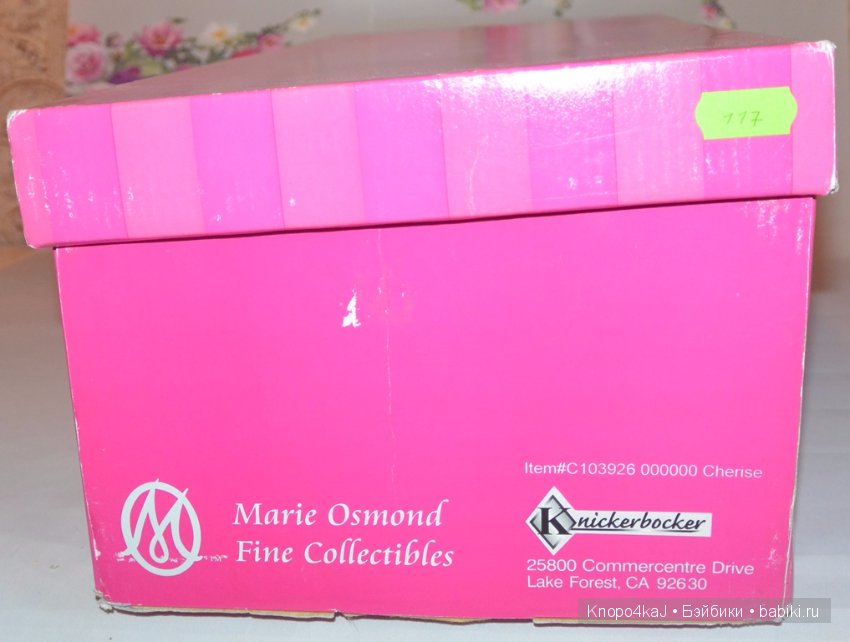 117
Item#C103926 000000 Cherise
Marie Osmond
Fine Collectibles
Knickerbocker
25800 Commercentre Drive
Lake Forest, CA 92630
Knopo4kaJ • Бэйбики • babiki.ru